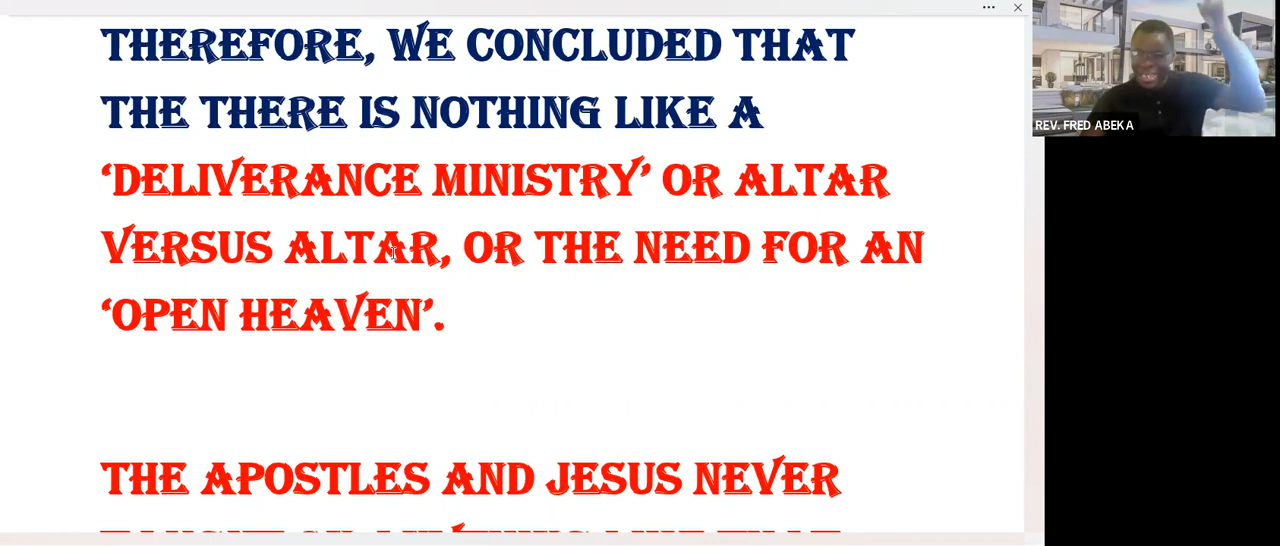 THEREFORE, WE CONCLUDED THAT
THE THERE IS NOTHING LIKE A
‘DELIVERANCE MINISTRY’ OR ALTAR
VERSUS ALTAR, OR THE NEED FOR AN
‘OPEN HEAVEN’.
THE APOSTLES AND JESUS NEVER
REV. FRED ABEKA